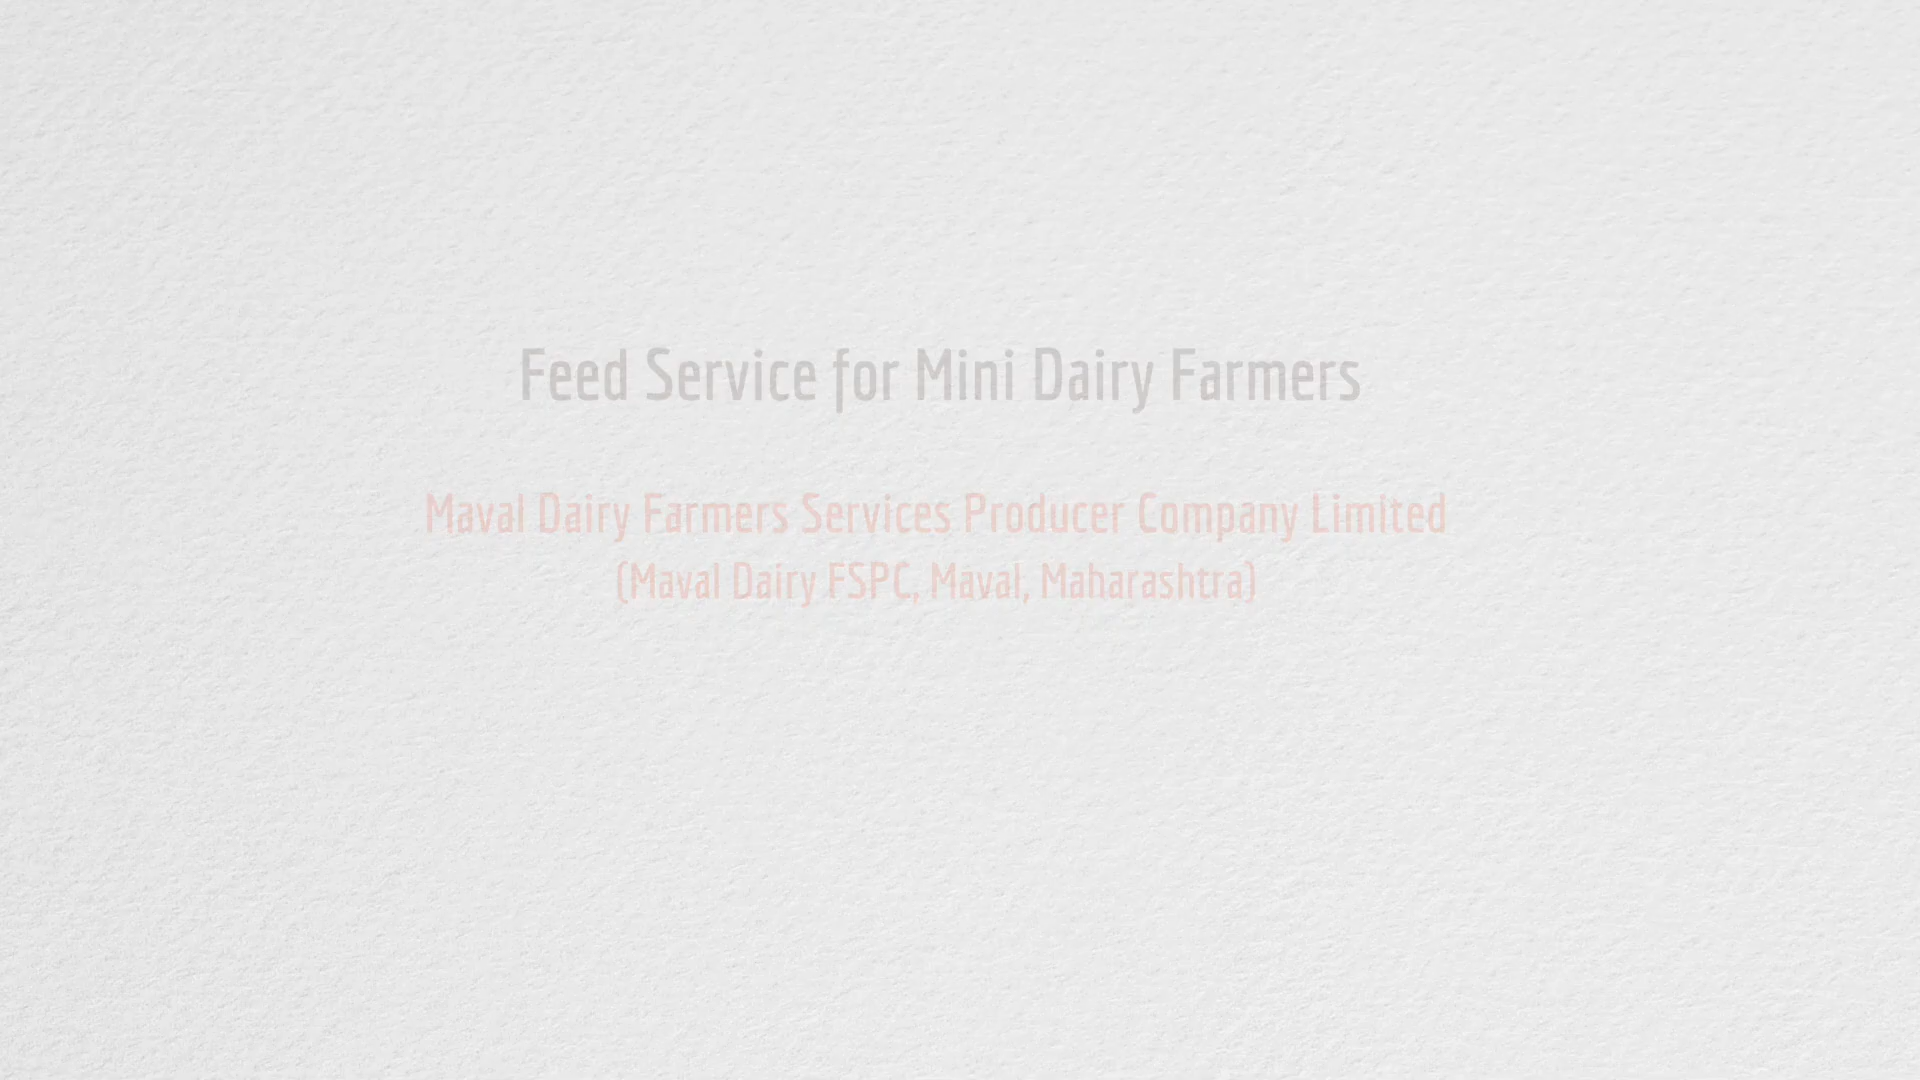 Feed Service for Mini Dairy Farmers
Maval Dairy Farmers Services Producer Company Limited
(Maval Dairy FSPC, Maval, Maharashtra)